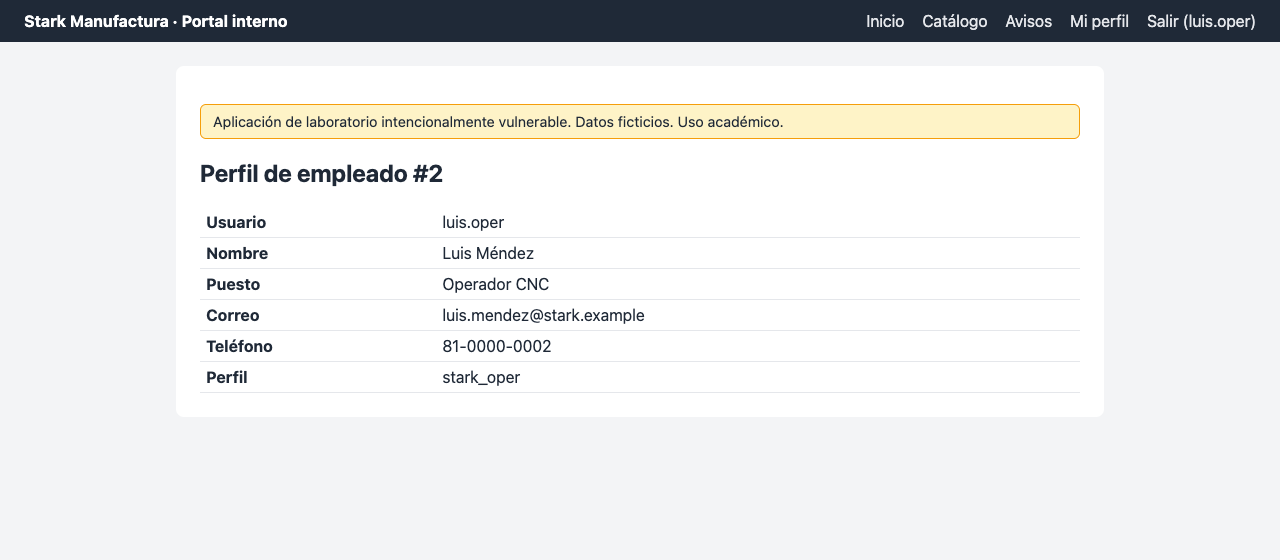 Stark Manufactura · Portal interno
Inicio Catálogo Avisos Mi perfil Salir (luis.oper)
Aplicación de laboratorio intencionalmente vulnerable. Datos ficticios. Uso académico.
Perfil de empleado #2
Usuario luis.oper
Nombre Luis Méndez
Puesto Operador CNC
Correo luis.mendez@stark.example
Teléfono 81-0000-0002
Perfil stark_oper